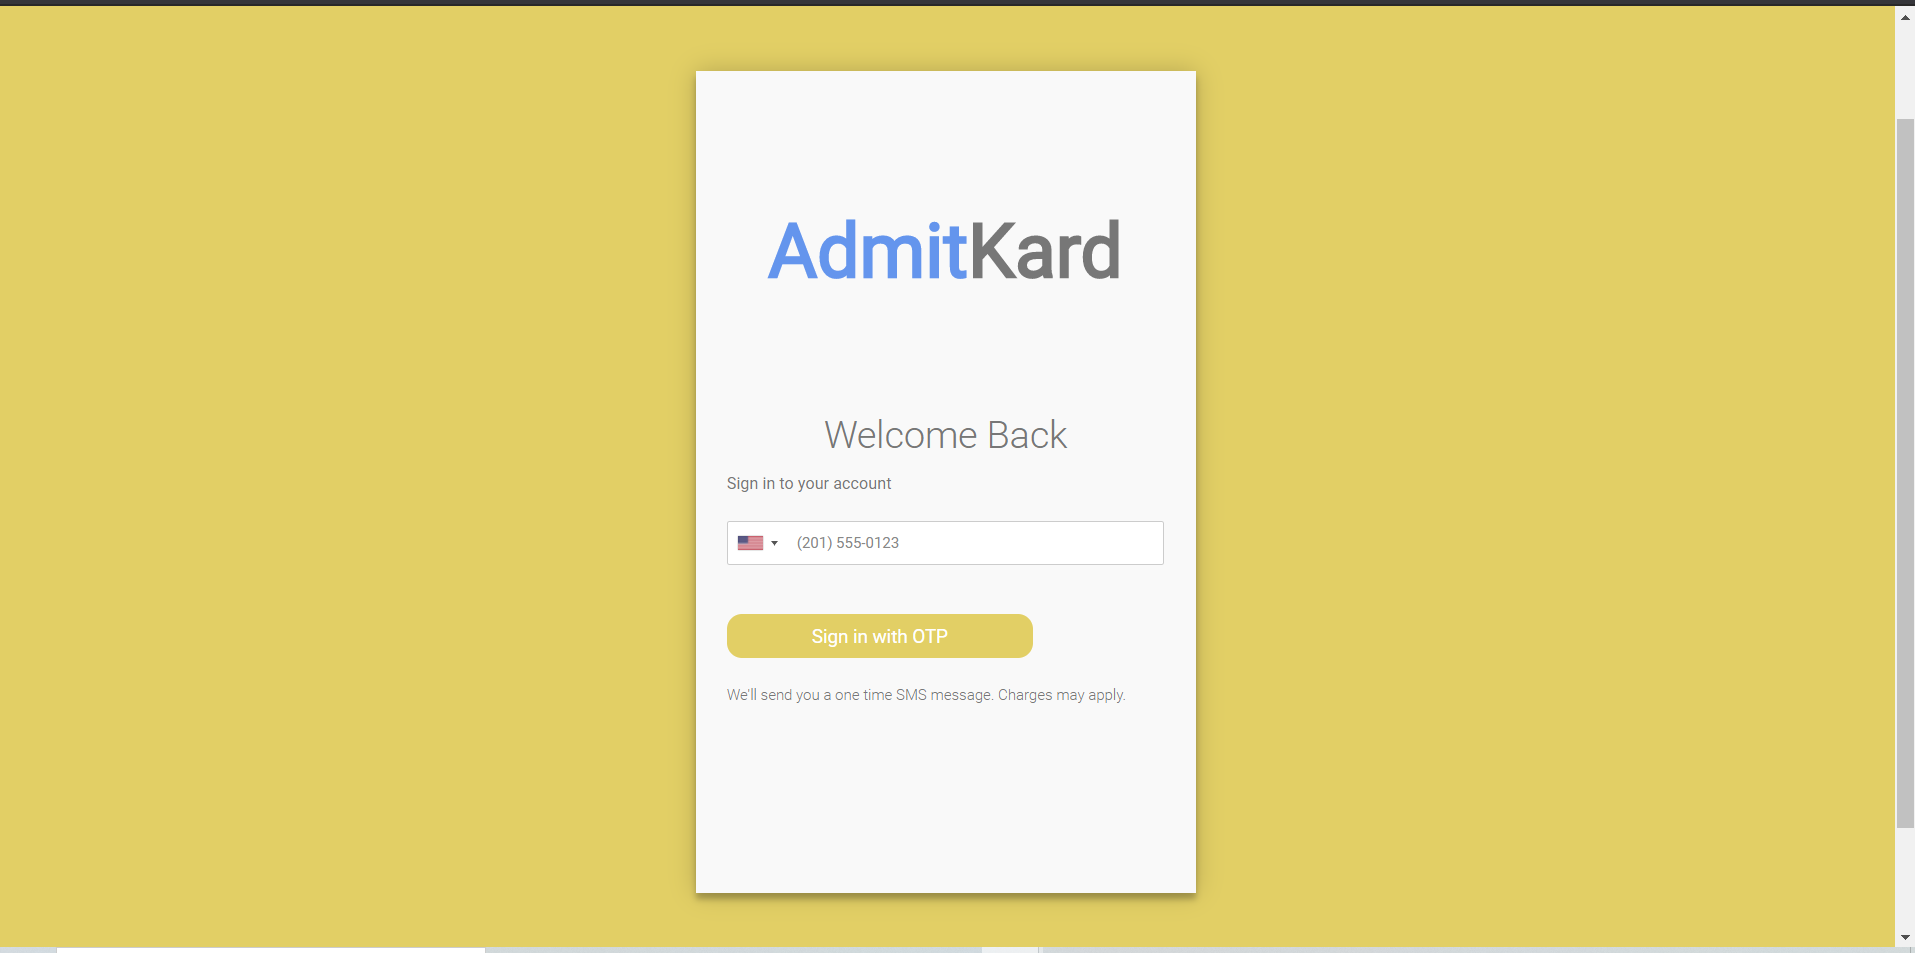 AdmitKard
Welcome Back
Sign in to your account
(201) 555-0123
Sign in with OTP
We'll send you a one time SMS message. Charges may apply.